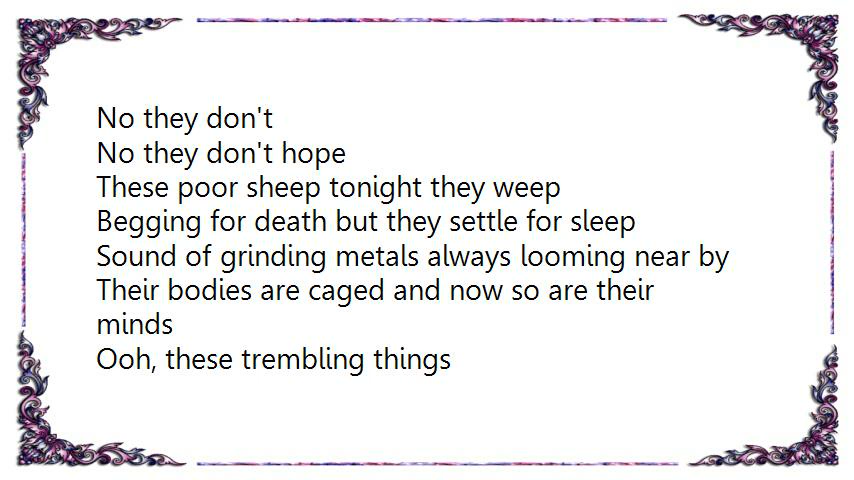 No they don't
No they don't hope
These poor sheep tonight they weep
Begging for death but they settle for sleep
Sound of grinding metals always looming near by
Their bodies are caged and now so are their
minds
Ooh, these trembling things